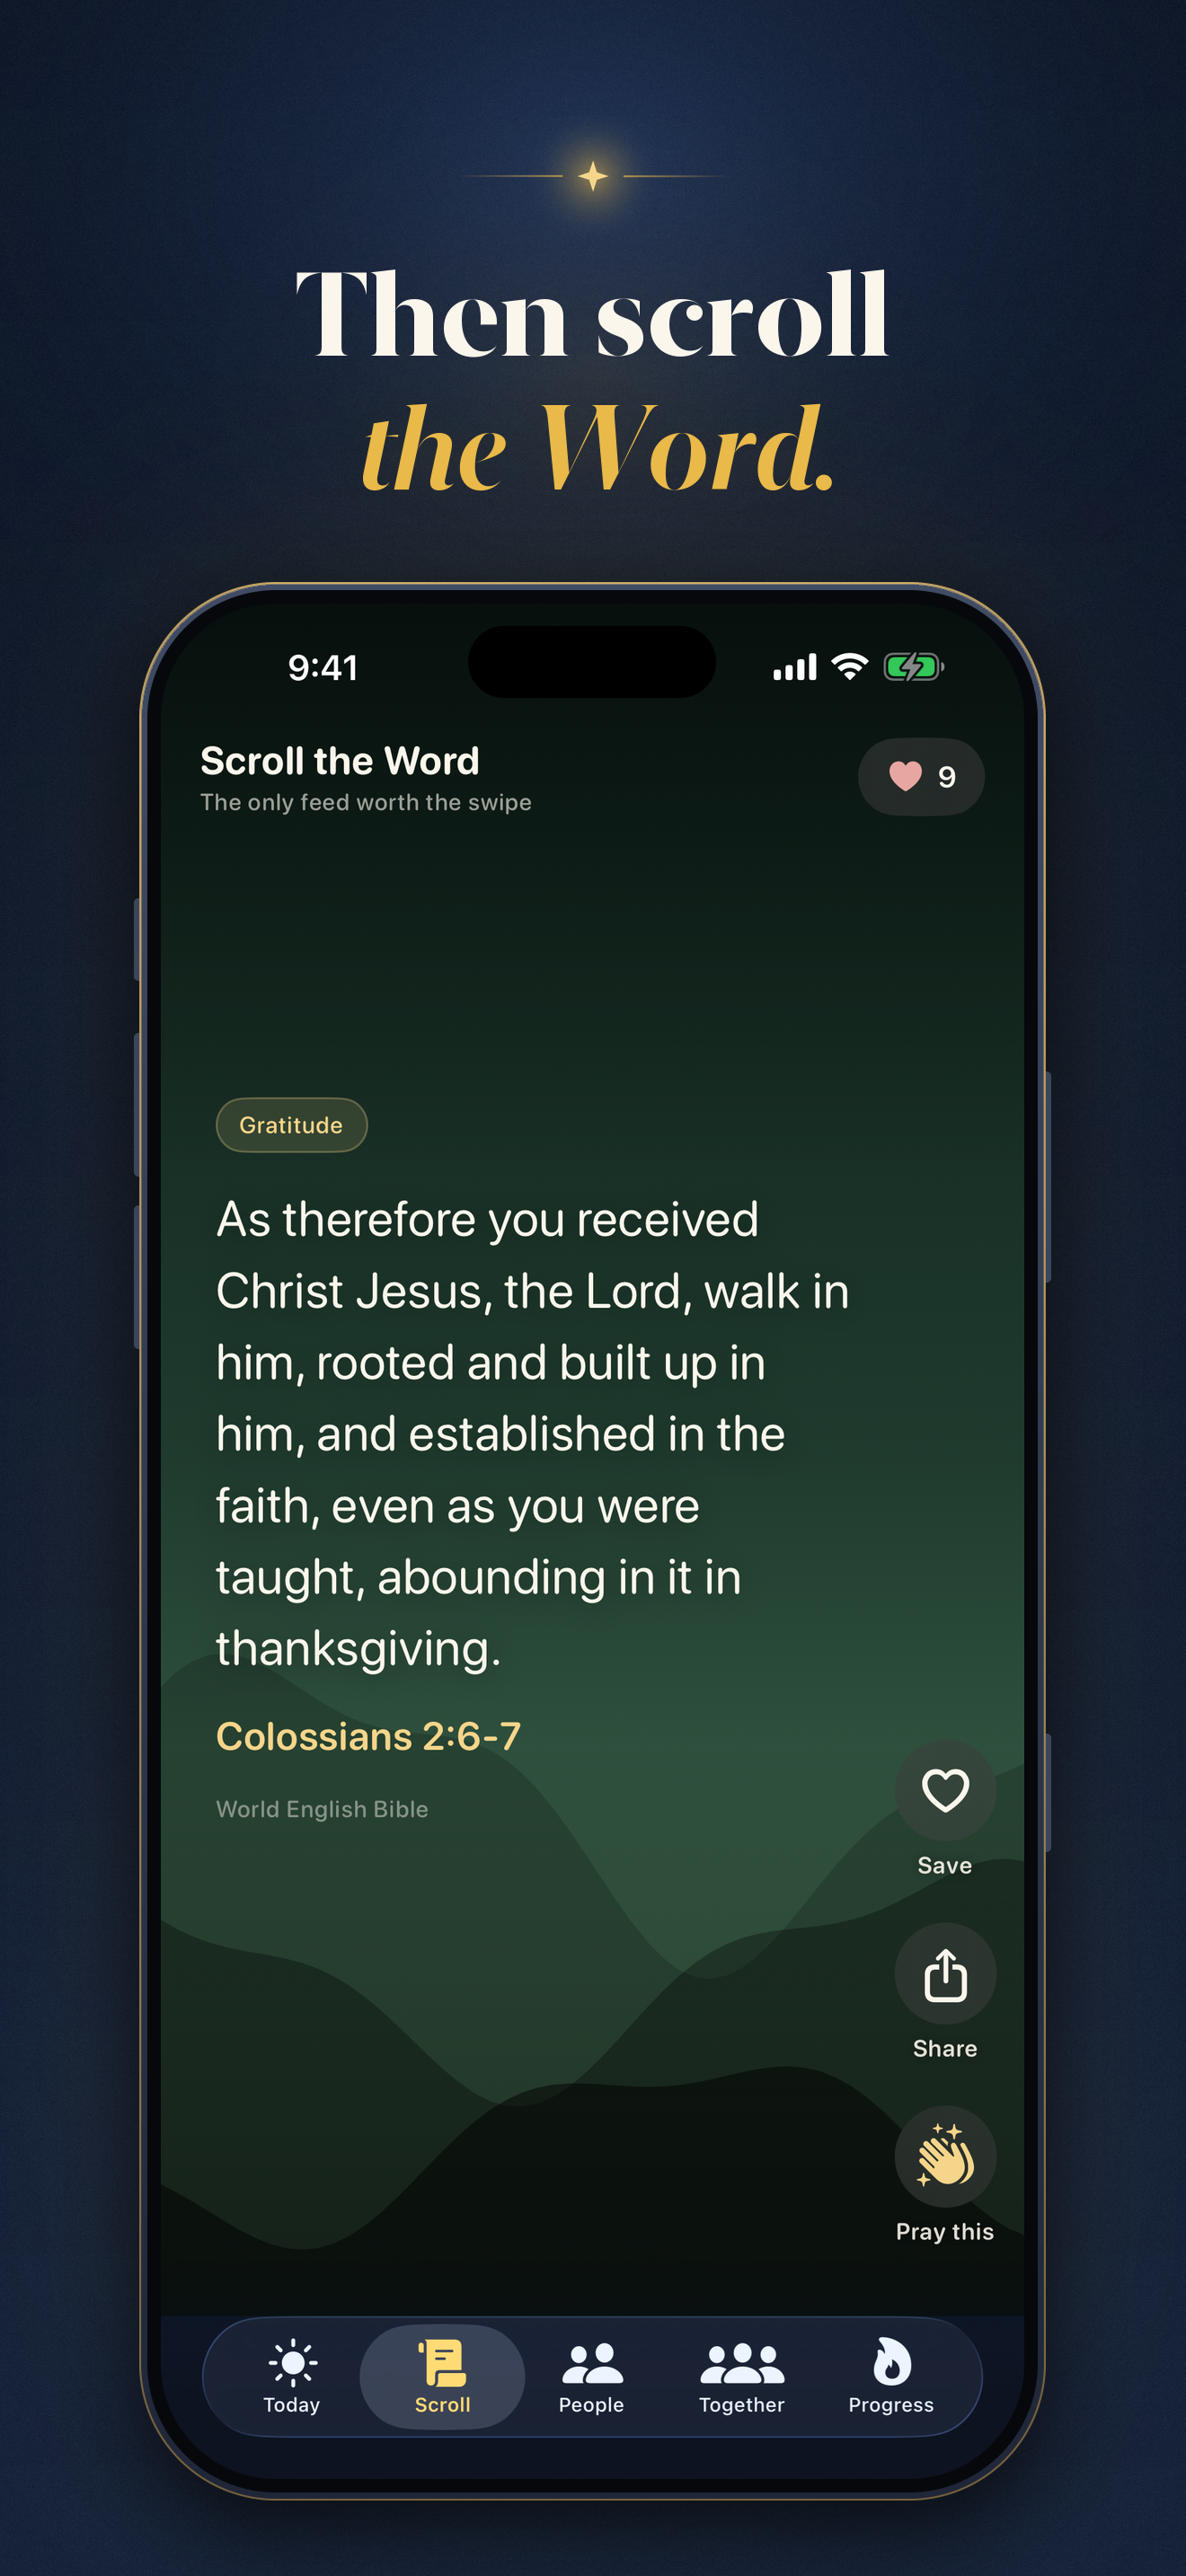 Then scroll
the Word.
9:41
Scroll the Word
The only feed worth the swipe
9
Gratitude
As therefore you received
Christ Jesus, the Lord, walk in
him, rooted and built up in
him, and established in the
faith, even as you were
taught, abounding in it in
thanksgiving.
Colossians 2:6-7
World English Bible
Save
Share
Pray this
Today
Scroll
People
Together
Progress